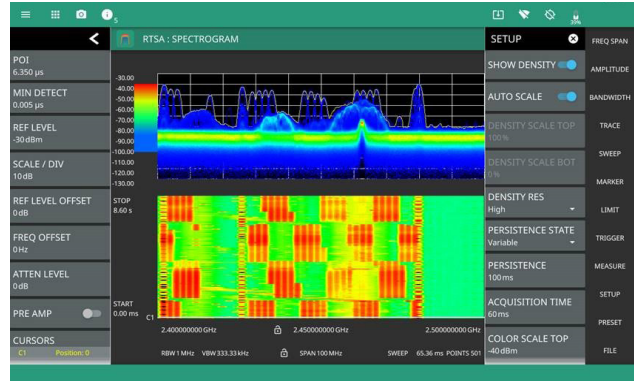 5
39%
RTSA : SPECTROGRAM
SETUP
FREQ SPAN
AMPLITUDE
BANDWIDTH
TRACE
SWEEP
MARKER
LIMIT
TRIGGER
MEASURE
SETUP
PRESET
FILE
POI
6.350 µs
MIN DETECT
0.005 µs
REF LEVEL
-30 dBm
SCALE / DIV
10 dB
REF LEVEL OFFSET
0 dB
FREQ OFFSET
0 Hz
ATTEN LEVEL
0 dB
PRE AMP
CURSORS
C1 Position: 0
-30.00
-40.00
-50.00
-60.00
-70.00
-80.00
-90.00
-100.00
-110.00
-120.00
-130.00
STOP
8.60 s
START
0.00 ms
C1
2.400000000 GHz
2.450000000 GHz
2.500000000 GHz
RBW 1 MHz VBW 333.33 kHz SPAN 100 MHz SWEEP 65.36 ms POINTS 501
SHOW DENSITY
AUTO SCALE
DENSITY SCALE TOP
100 %
DENSITY SCALE BOT
0 %
DENSITY RES
High
PERSISTENCE STATE
Variable
PERSISTENCE
100 ms
ACQUISITION TIME
60 ms
COLOR SCALE TOP
-40 dBm